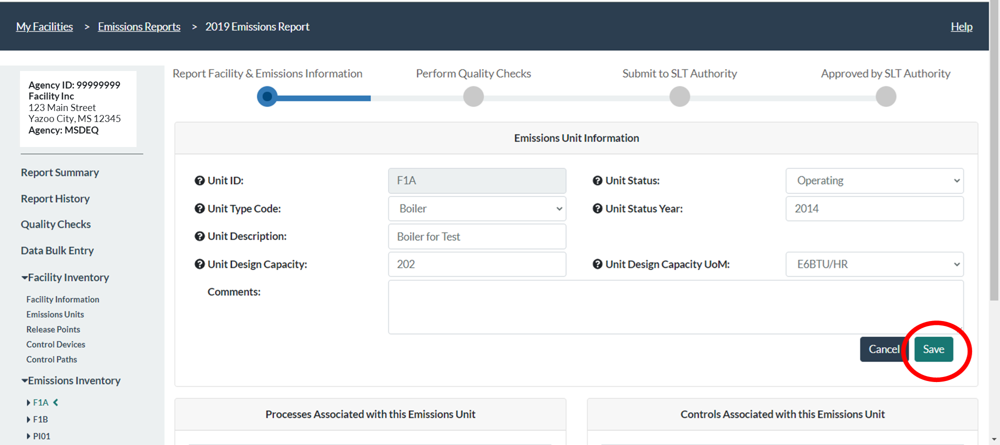 My Facilities > Emissions Reports > 2019 Emissions Report Help
Agency ID: 99999999
Facility Inc
123 Main Street
Yazoo City, MS 12345
Agency: MSDEQ
Report Summary
Report History
Quality Checks
Data Bulk Entry
Facility Inventory
Facility Information
Emissions Units
Release Points
Control Devices
Control Paths
Emissions Inventory
F1A
F1B
PI01
Report Facility & Emissions Information Perform Quality Checks Submit to SLT Authority Approved by SLT Authority
Emissions Unit Information
Unit ID: F1A Unit Status: Operating
Unit Type Code: Boiler Unit Status Year: 2014
Unit Description: Boiler for Test
Unit Design Capacity: 202 Unit Design Capacity UoM: E6BTU/HR
Comments:
Cancel Save
Processes Associated with this Emissions Unit Controls Associated with this Emissions Unit